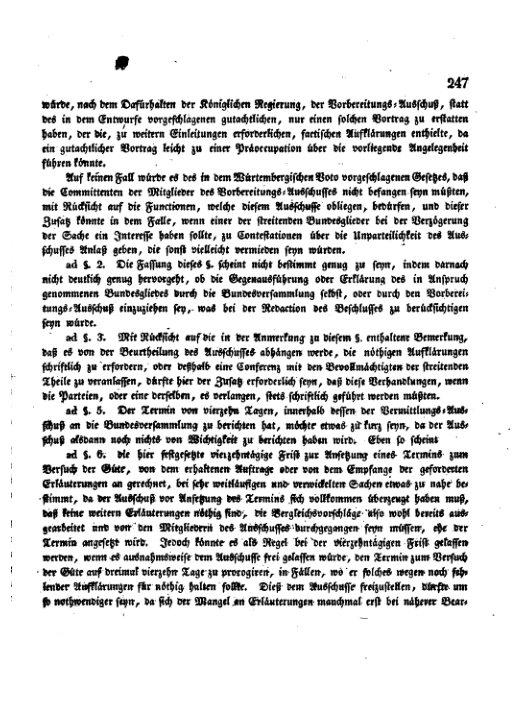 247
würde, nach dem Dafürhalten der Königlichen Regierung, der Vorbereitungs-Ausschuß, statt
des in dem Entwurfe vorgeschlagenen gutachtlichen, nur einen solchen Vortrag zu erstatten
haben, der die, zu weitern Einleitungen erforderlichen, factischen Aufklärungen enthielte, da
ein gutachtlicher Vortrag leicht zu einer Präoccupation über die vorliegende Angelegenheit
führen könnte.
Auf keinen Fall würde es des in dem Würtembergischen Voto vorgeschlagenen Gesetzes, daß
die Committenten der Mitglieder des Vorbereitungs-Ausschusses nicht befangen seyn müßten,
mit Rücksicht auf die Functionen, welche diesem Ausschusse obliegen, bedürfen, und dieser
Zusatz könnte in dem Falle, wenn einer der streitenden Bundesglieder bei der Verzögerung
der Sache ein Interesse haben sollte, zu Contestationen über die Unparteilichkeit des Aus-
schusses Anlaß geben, die sonst vielleicht vermieden seyn würden.
ad §. 2. Die Fassung dieses §. scheint nicht bestimmt genug zu seyn, indem darnach
nicht deutlich genug hervorgeht, ob die Gegenausführung oder Erklärung des in Anspruch
genommenen Bundesgliedes durch die Bundesversammlung selbst, oder durch den Vorberei-
tungs-Ausschuß einzuziehen sey, was bei der Redaction des Beschlusses zu berücksichtigen
seyn würde.
ad §. 3. Mit Rücksicht auf die in der Anmerkung zu diesem §. enthaltene Bemerkung,
daß es von der Beurtheilung des Ausschusses abhängen werde, die nöthigen Aufklärungen
schriftlich zu erfordern, oder deßhalb eine Conferenz mit den Bevollmächtigten der streitenden
Theile zu veranlassen, dürfte hier der Zusatz erforderlich seyn, daß diese Verhandlungen, wenn
die Parteien, oder eine derselben, es verlangen, stets schriftlich geführt werden müßten.
ad §. 5. Der Termin von vierzehn Tagen, innerhalb dessen der Vermittlungs-Aus-
schuß an die Bundesversammlung zu berichten hat, möchte etwas zu kurz seyn, da der Aus-
schuß alsdann noch nichts von Wichtigkeit zu berichten haben wird. Eben so scheint
ad §. 6. die hier festgesetzte vierzehntägige Frist zur Ansetzung eines Termins zum
Versuch der Güte, von dem erhaltenen Auftrage oder von dem Empfange der geforderten
Erläuterungen an gerechnet, bei sehr weitläuftigen und verwickelten Sachen etwas zu nahe be-
stimmt, da der Ausschuß vor Ansetzung des Termins sich vollkommen überzeugt haben muß,
daß keine weitern Erläuterungen nöthig sind, die Vergleichsvorschläge also wohl bereits aus-
gearbeitet und von den Mitgliedern des Ausschusses durchgegangen seyn müssen, ehe der
Termin angesetzt wird. Jedoch könnte es als Regel bei der vierzehntägigen Frist gelassen
werden, wenn es ausnahmsweise dem Ausschusse frei gelassen würde, den Termin zum Versuch
der Güte auf dreimal vierzehn Tage zu prorogiren, in Fällen, wo er solches wegen noch feh-
lender Aufklärungen für nöthig halten sollte. Dieß dem Ausschusse freizustellen, dürfte um
so nothwendiger seyn, da sich der Mangel an Erläuterungen manchmal erst bei näherer Bear-